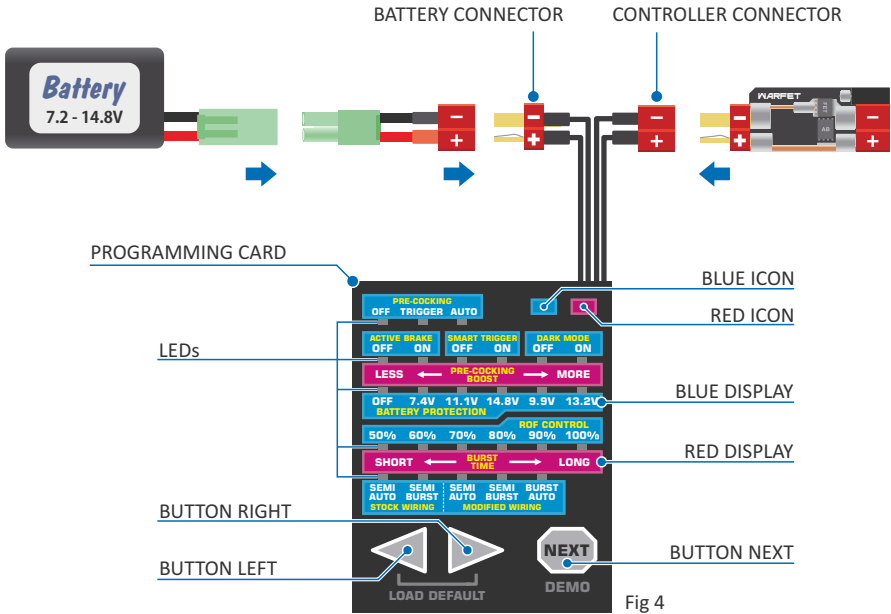 BATTERY CONNECTOR
CONTROLLER CONNECTOR
Battery
7.2 - 14.8V
WARFET
PROGRAMMING CARD
BLUE ICON
RED ICON
PRE-COCKING
OFF TRIGGER AUTO
LEDs
ACTIVE BRAKE SMART TRIGGER DARK MODE
OFF ON OFF ON OFF ON
LESS PRE-COCKING BOOST MORE
BLUE DISPLAY
OFF 7.4V 11.1V 14.8V 9.9V 13.2V
BATTERY PROTECTION
ROF CONTROL
50% 60% 70% 80% 90% 100%
RED DISPLAY
SHORT BURST TIME LONG
SEMI SEMI SEMI SEMI BURST
AUTO BURST AUTO BURST AUTO
STOCK WIRING MODIFIED WIRING
BUTTON RIGHT
BUTTON LEFT
NEXT
BUTTON NEXT
LOAD DEFAULT
DEMO
Fig 4